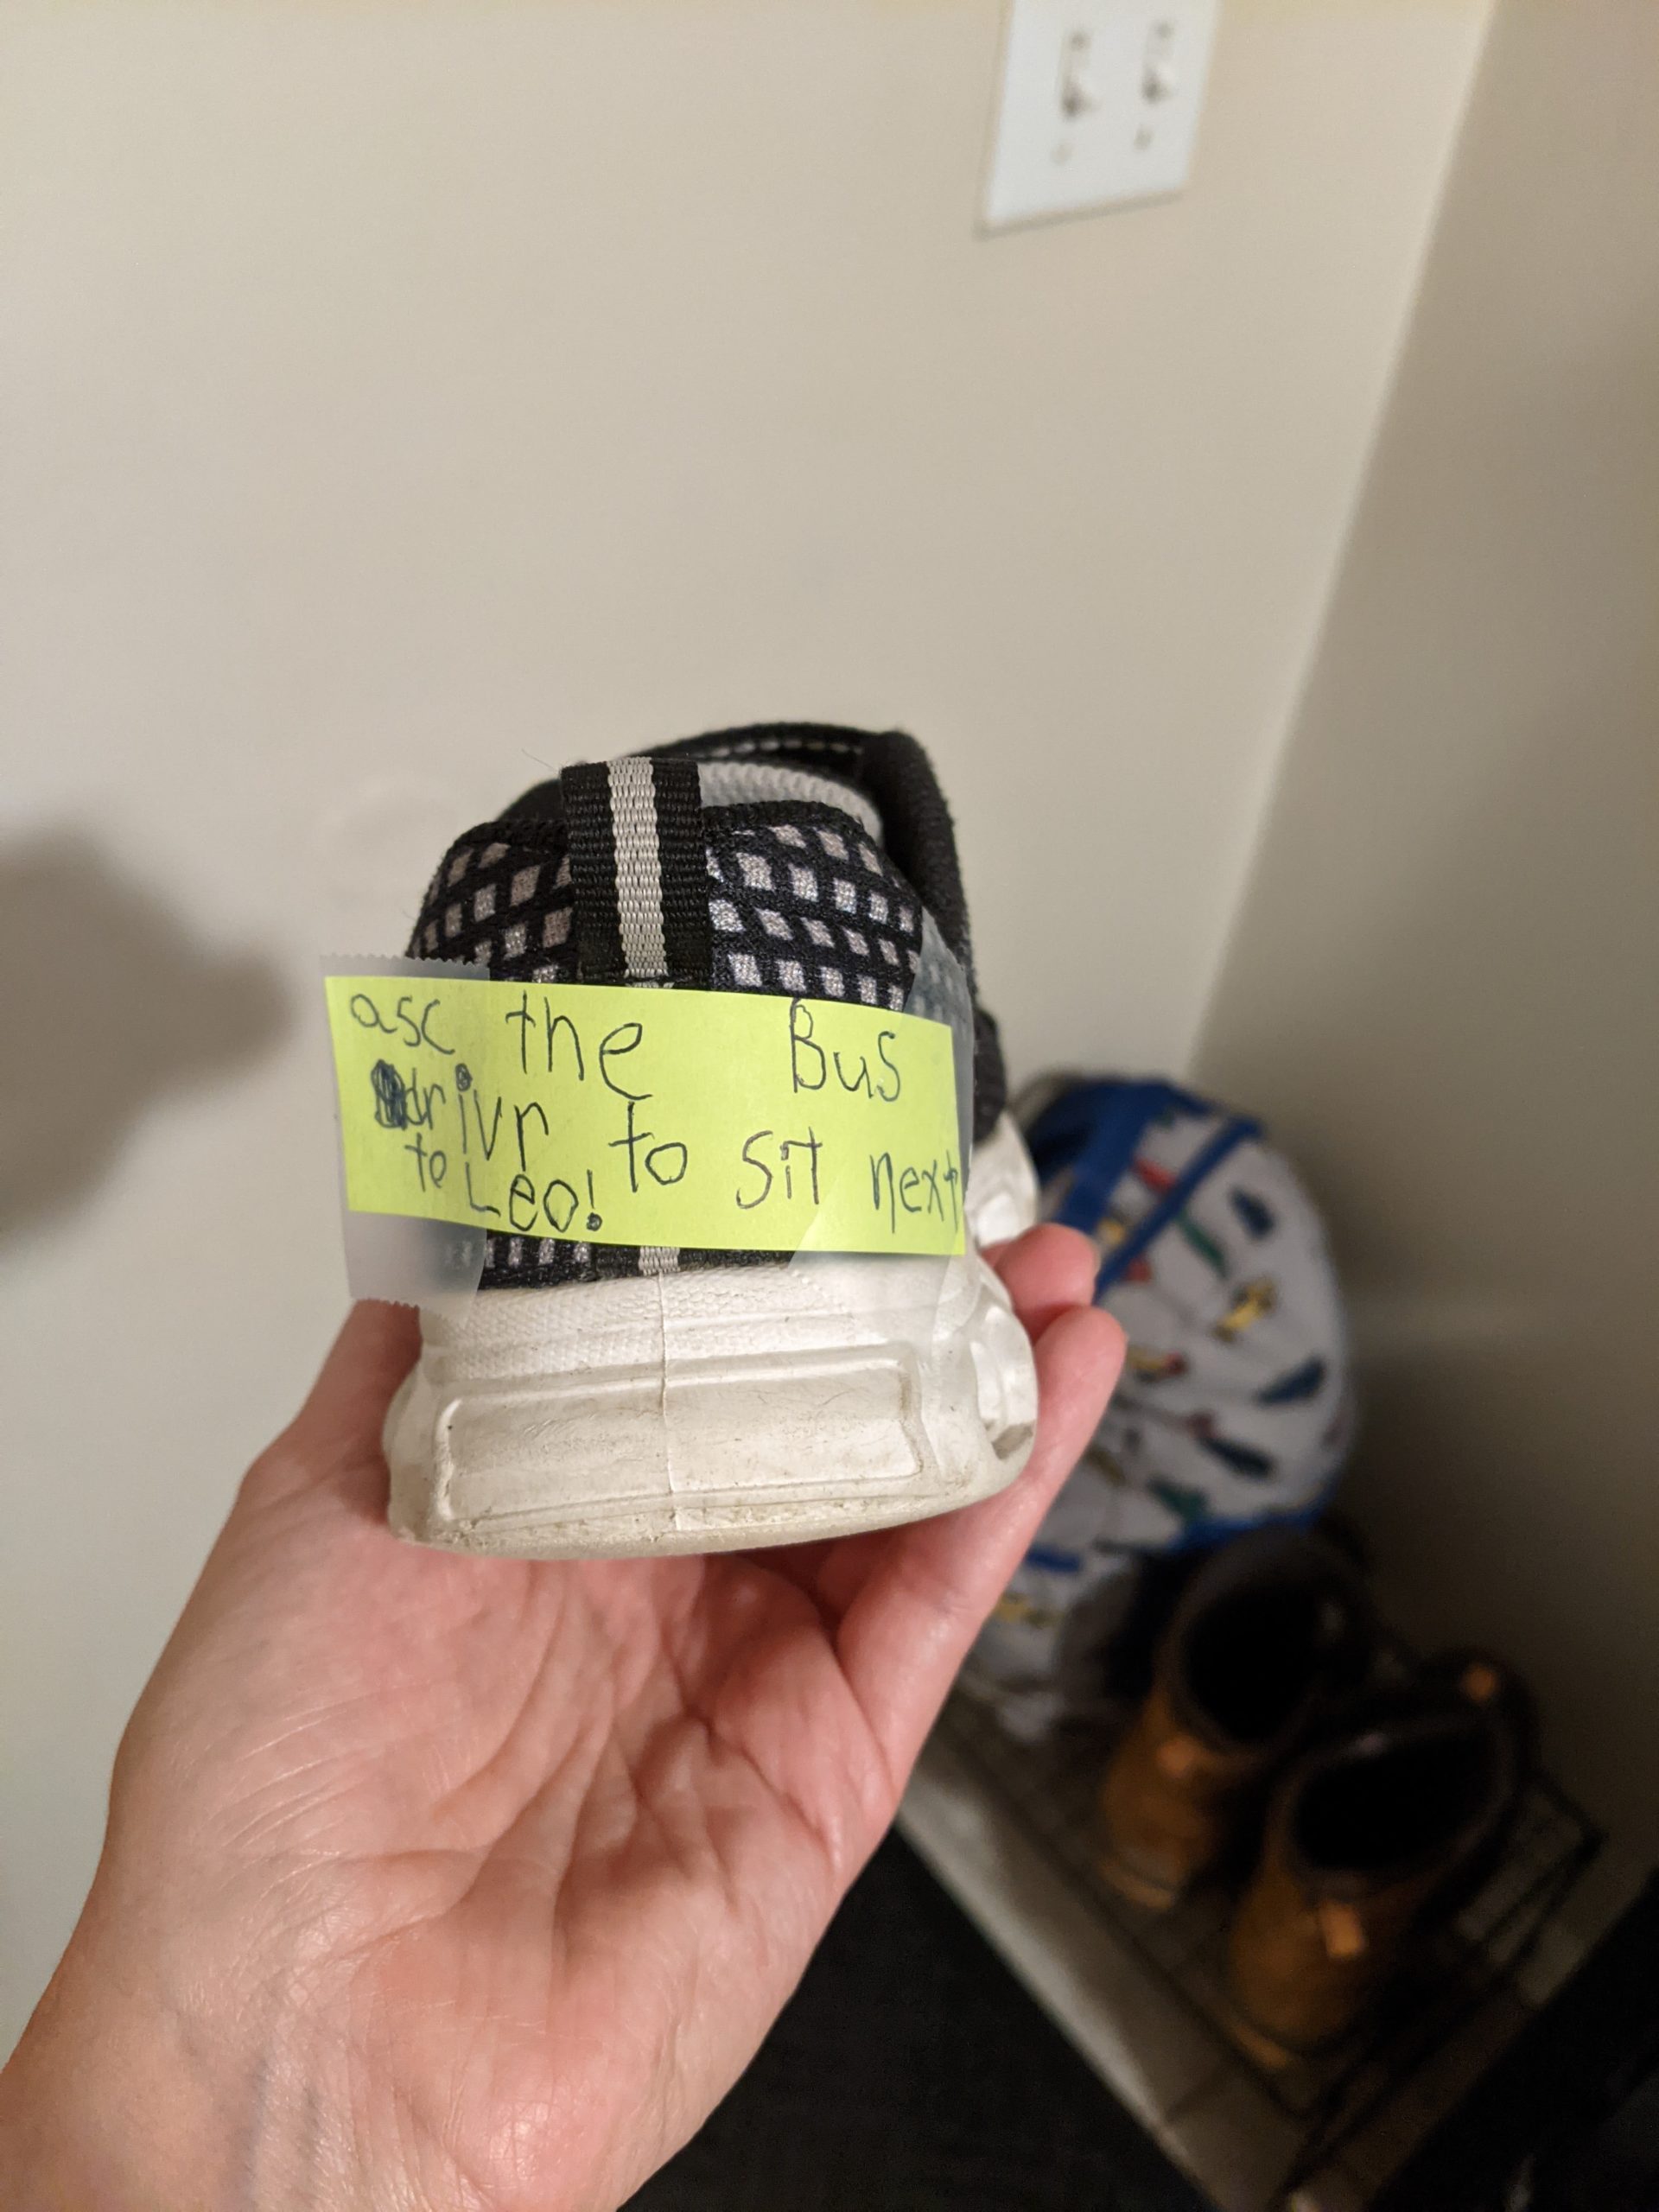 asc the Bus
drivr to sit next
to Leo!